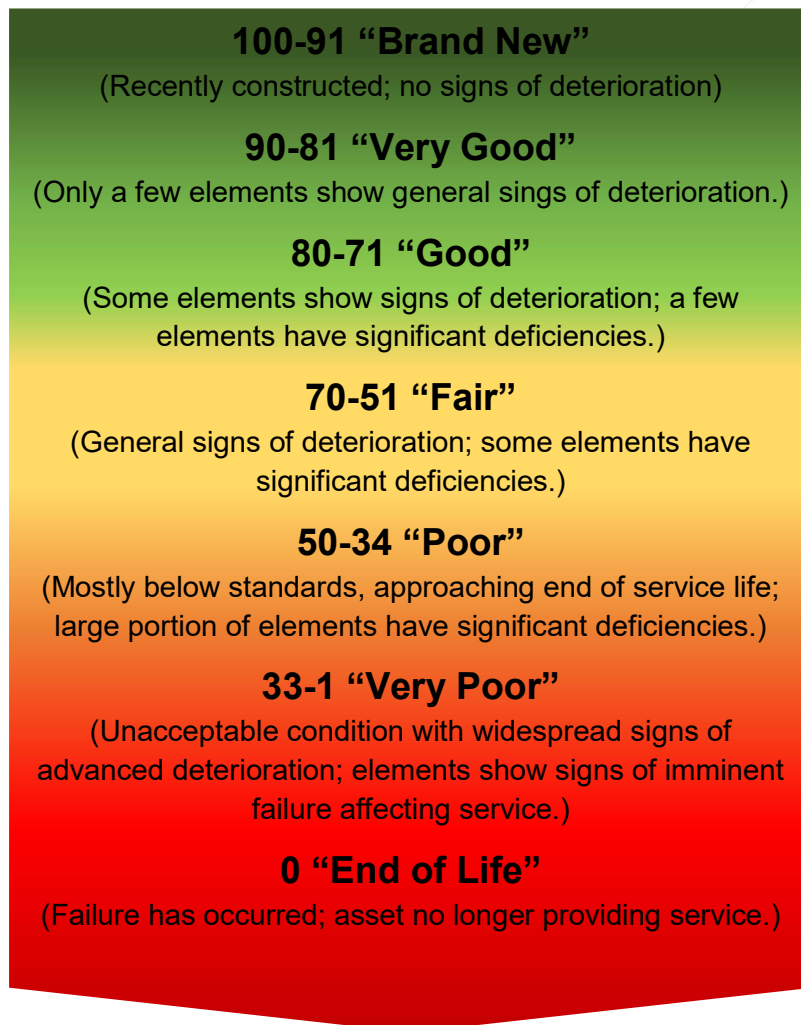 100-91 “Brand New”
(Recently constructed; no signs of deterioration)
90-81 “Very Good”
(Only a few elements show general sings of deterioration.)
80-71 “Good”
(Some elements show signs of deterioration; a few
elements have significant deficiencies.)
70-51 “Fair”
(General signs of deterioration; some elements have
significant deficiencies.)
50-34 “Poor”
(Mostly below standards, approaching end of service life;
large portion of elements have significant deficiencies.)
33-1 “Very Poor”
(Unacceptable condition with widespread signs of
advanced deterioration; elements show signs of imminent
failure affecting service.)
0 “End of Life”
(Failure has occurred; asset no longer providing service.)